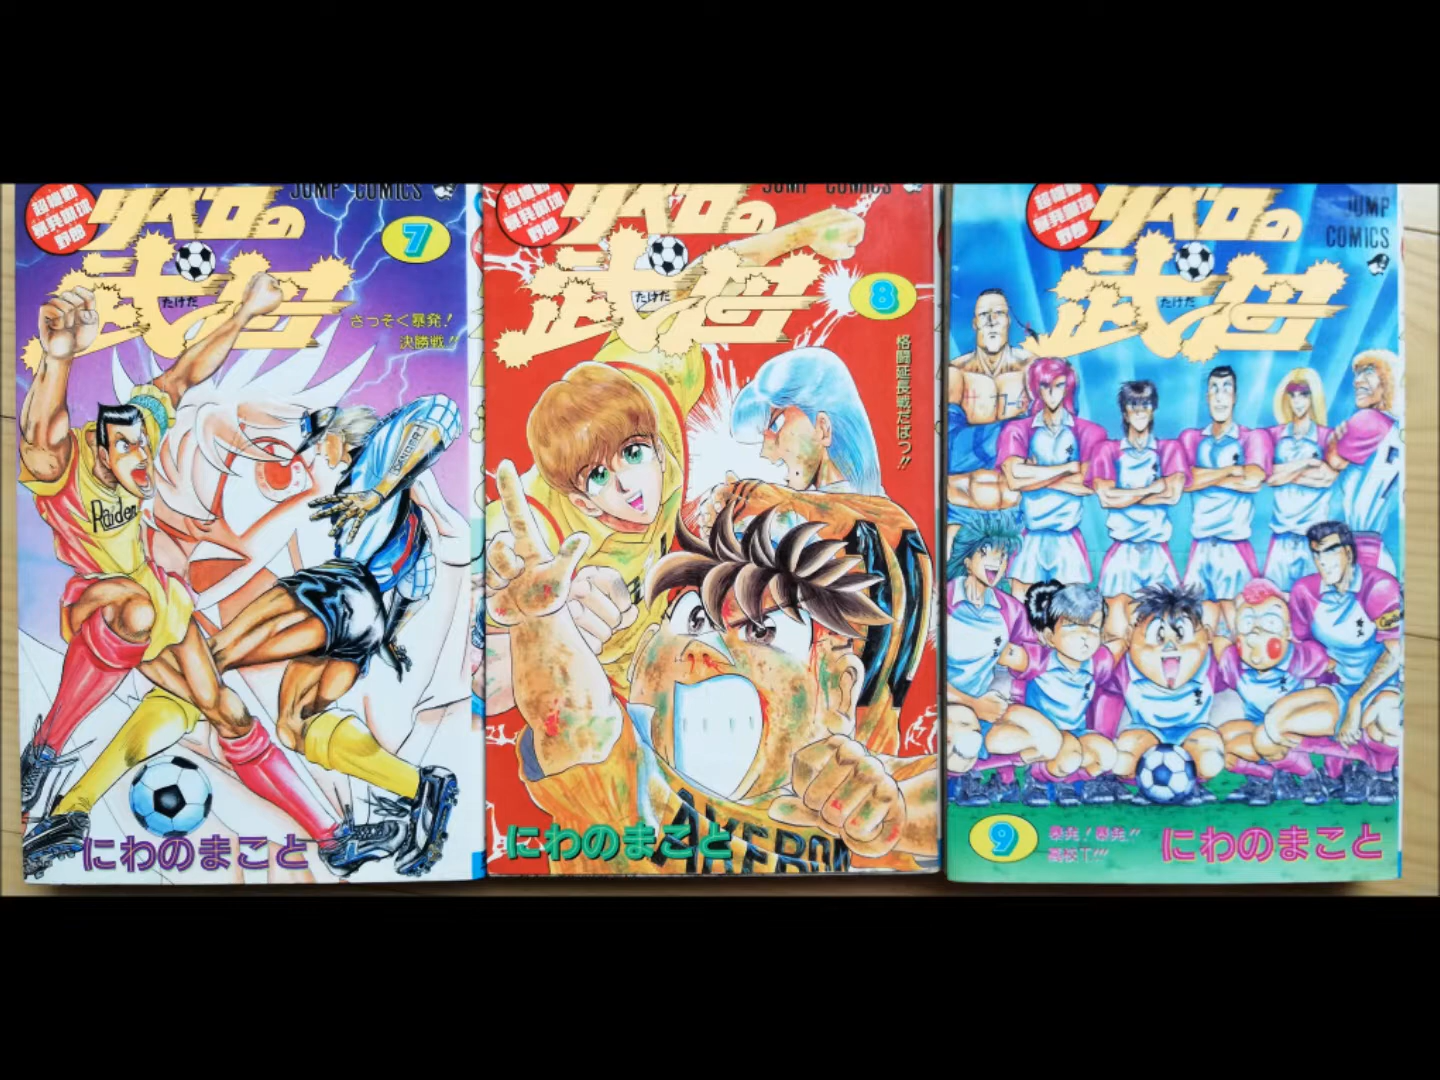 超機動
暴発蹴球
野郎
リベロの
武田
たけだ
JUMP COMICS
7
さっそく暴発!
決勝戦!!
Raiden
にわのまこと
超機動
暴発蹴球
野郎
リベロの
武田
たけだ
JUMP COMICS
8
格闘延長戦だばっ!!
にわのまこと
超機動
暴発蹴球
野郎
リベロの
武田
たけだ
JUMP
COMICS
9
暴発!暴発!!
にわのまこと